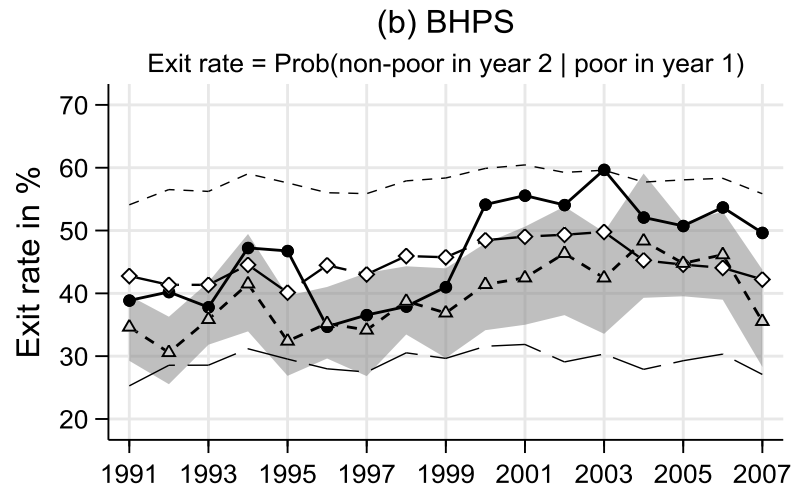 (b) BHPS
Exit rate = Prob(non-poor in year 2 | poor in year 1)
Exit rate in %
70
60
50
40
30
20
1991 1993 1995 1997 1999 2001 2003 2005 2007